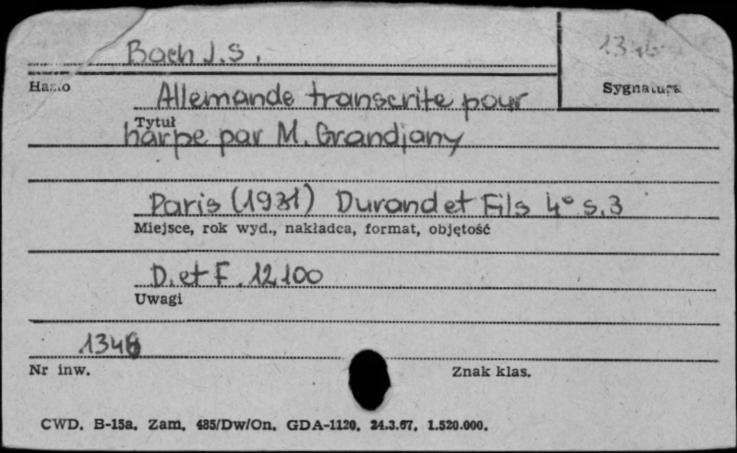 Bach J.S.
Hasło
Sygnatura
Allemande transcrite pour
Tytuł
harpe par M. Grandjany
Paris (1931) Durand et Fils 4° s.3
Miejsce, rok wyd., nakładca, format, objętość
D. et F. 12,100
Uwagi
1346
Nr inw.
Znak klas.
CWD. B-15a. Zam. 485/Dw/On. GDA-1120. 24.3.67. 1.520.000.